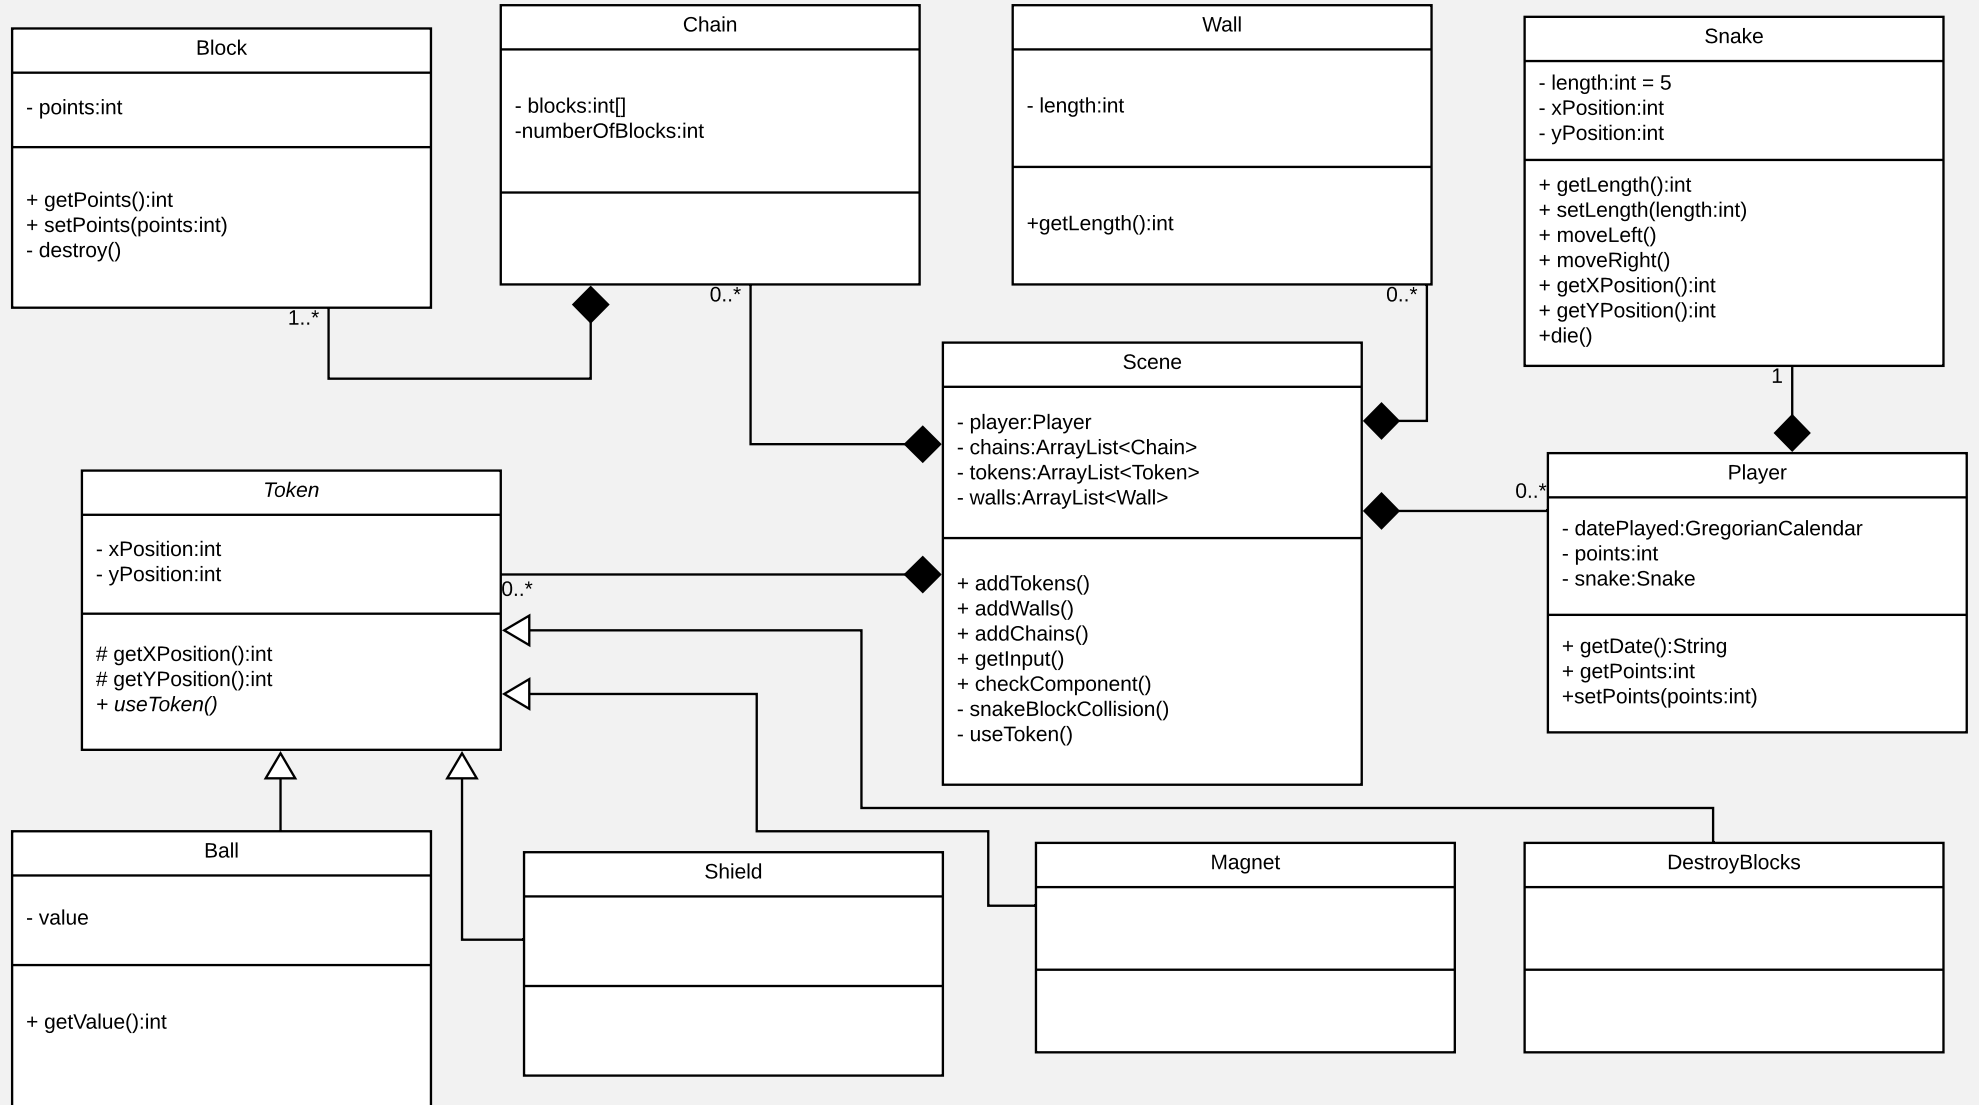 Block
- points:int
+ getPoints():int
+ setPoints(points:int)
- destroy()
1..*
Chain
- blocks:int[]
-numberOfBlocks:int
0..*
Wall
- length:int
+getLength():int
0..*
Snake
- length:int = 5
- xPosition:int
- yPosition:int
+ getLength():int
+ setLength(length:int)
+ moveLeft()
+ moveRight()
+ getXPosition():int
+ getYPosition():int
+die()
1
Scene
- player:Player
- chains:ArrayList<Chain>
- tokens:ArrayList<Token>
- walls:ArrayList<Wall>
+ addTokens()
+ addWalls()
+ addChains()
+ getInput()
+ checkComponent()
- snakeBlockCollision()
- useToken()
0..*
Player
- datePlayed:GregorianCalendar
- points:int
- snake:Snake
+ getDate():String
+ getPoints:int
+setPoints(points:int)
Token
- xPosition:int
- yPosition:int
# getXPosition():int
# getYPosition():int
+ useToken()
0..*
Ball
- value
+ getValue():int
Shield
Magnet
DestroyBlocks